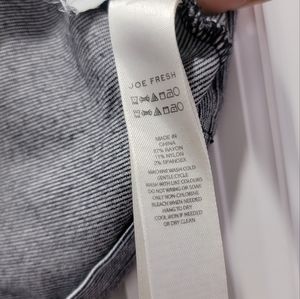 JOE FRESH
MADE IN
CHINA
87% RAYON
11% NYLON
2% SPANDEX
MACHINE WASH COLD
GENTLE CYCLE
WASH WITH LIKE COLOURS
DO NOT WRING OR SOAK
ONLY NON-CHLORINE
BLEACH WHEN NEEDED
HANG TO DRY
COOL IRON IF NEEDED
OR DRY CLEAN